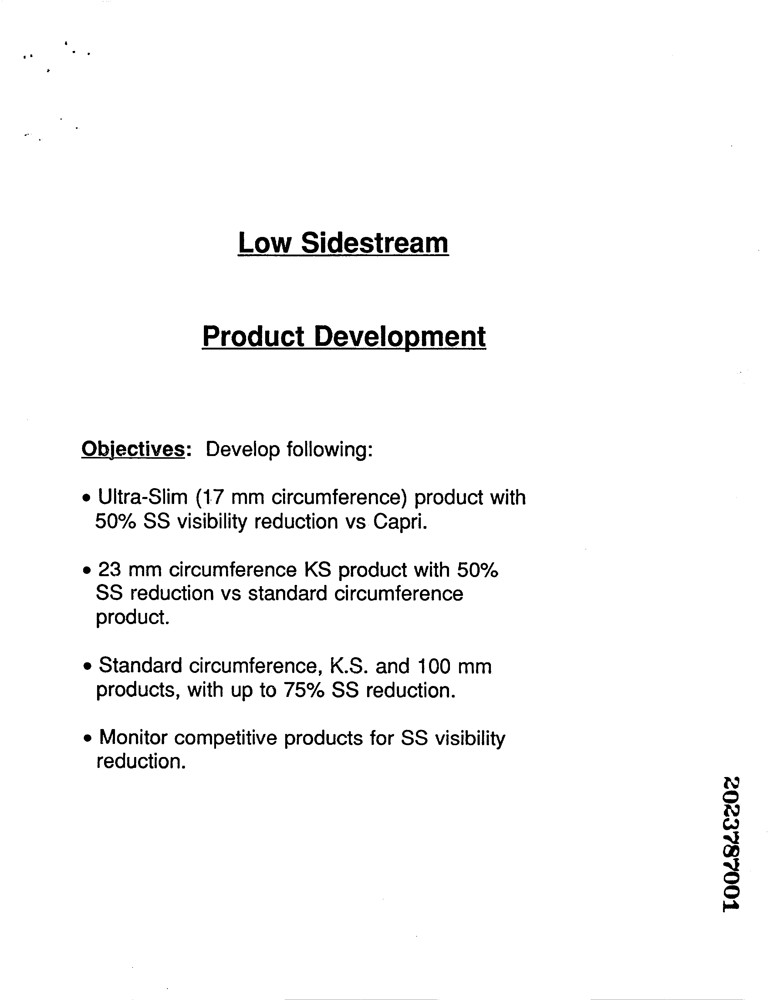 Low Sidestream
Product Development
Objectives: Develop following:
• Ultra-Slim (17 mm circumference) product with
50% SS visibility reduction vs Capri.
• 23 mm circumference KS product with 50%
SS reduction vs standard circumference
product.
• Standard circumference, K.S. and 100 mm
products, with up to 75% SS reduction.
• Monitor competitive products for SS visibility
reduction.
2023787001